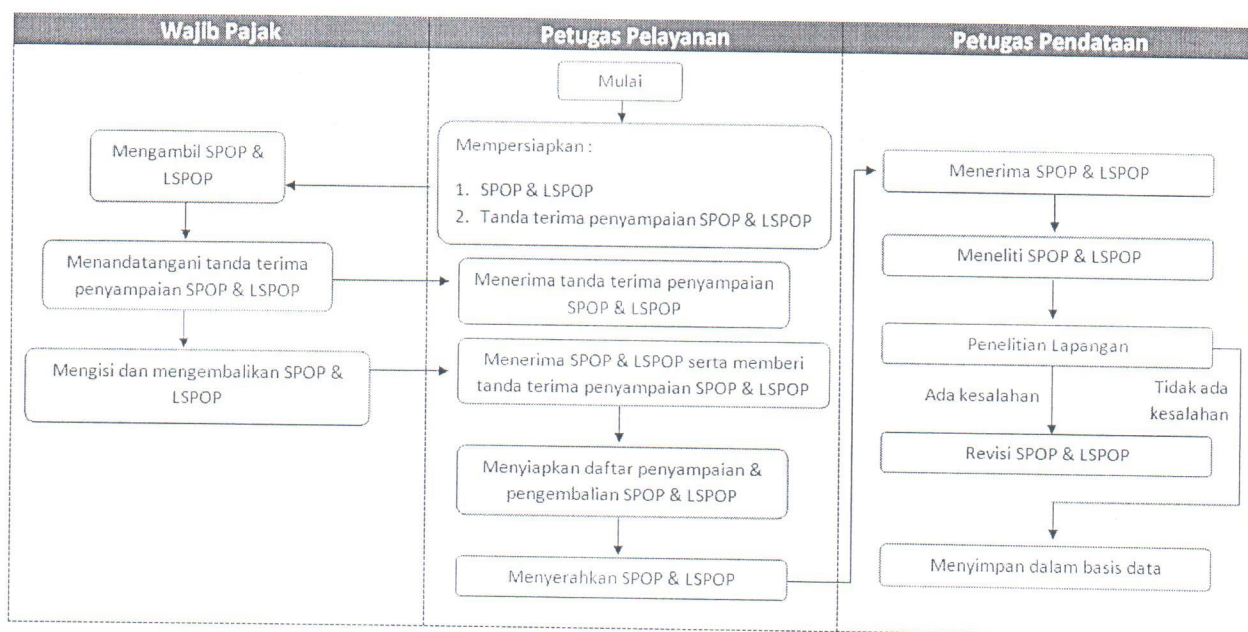 Wajib Pajak
Petugas Pelayanan
Petugas Pendataan
Mulai
Mempersiapkan :
1. SPOP & LSPOP
2. Tanda terima penyampaian SPOP & LSPOP
Mengambil SPOP &
LSPOP
Menandatangani tanda terima
penyampaian SPOP & LSPOP
Menerima tanda terima penyampaian
SPOP & LSPOP
Mengisi dan mengembalikan SPOP &
LSPOP
Menerima SPOP & LSPOP serta memberi
tanda terima penyampaian SPOP & LSPOP
Menyiapkan daftar penyampaian &
pengembalian SPOP & LSPOP
Menyerahkan SPOP & LSPOP
Menerima SPOP & LSPOP
Meneliti SPOP & LSPOP
Penelitian Lapangan
Ada kesalahan
Tidak ada
kesalahan
Revisi SPOP & LSPOP
Menyimpan dalam basis data